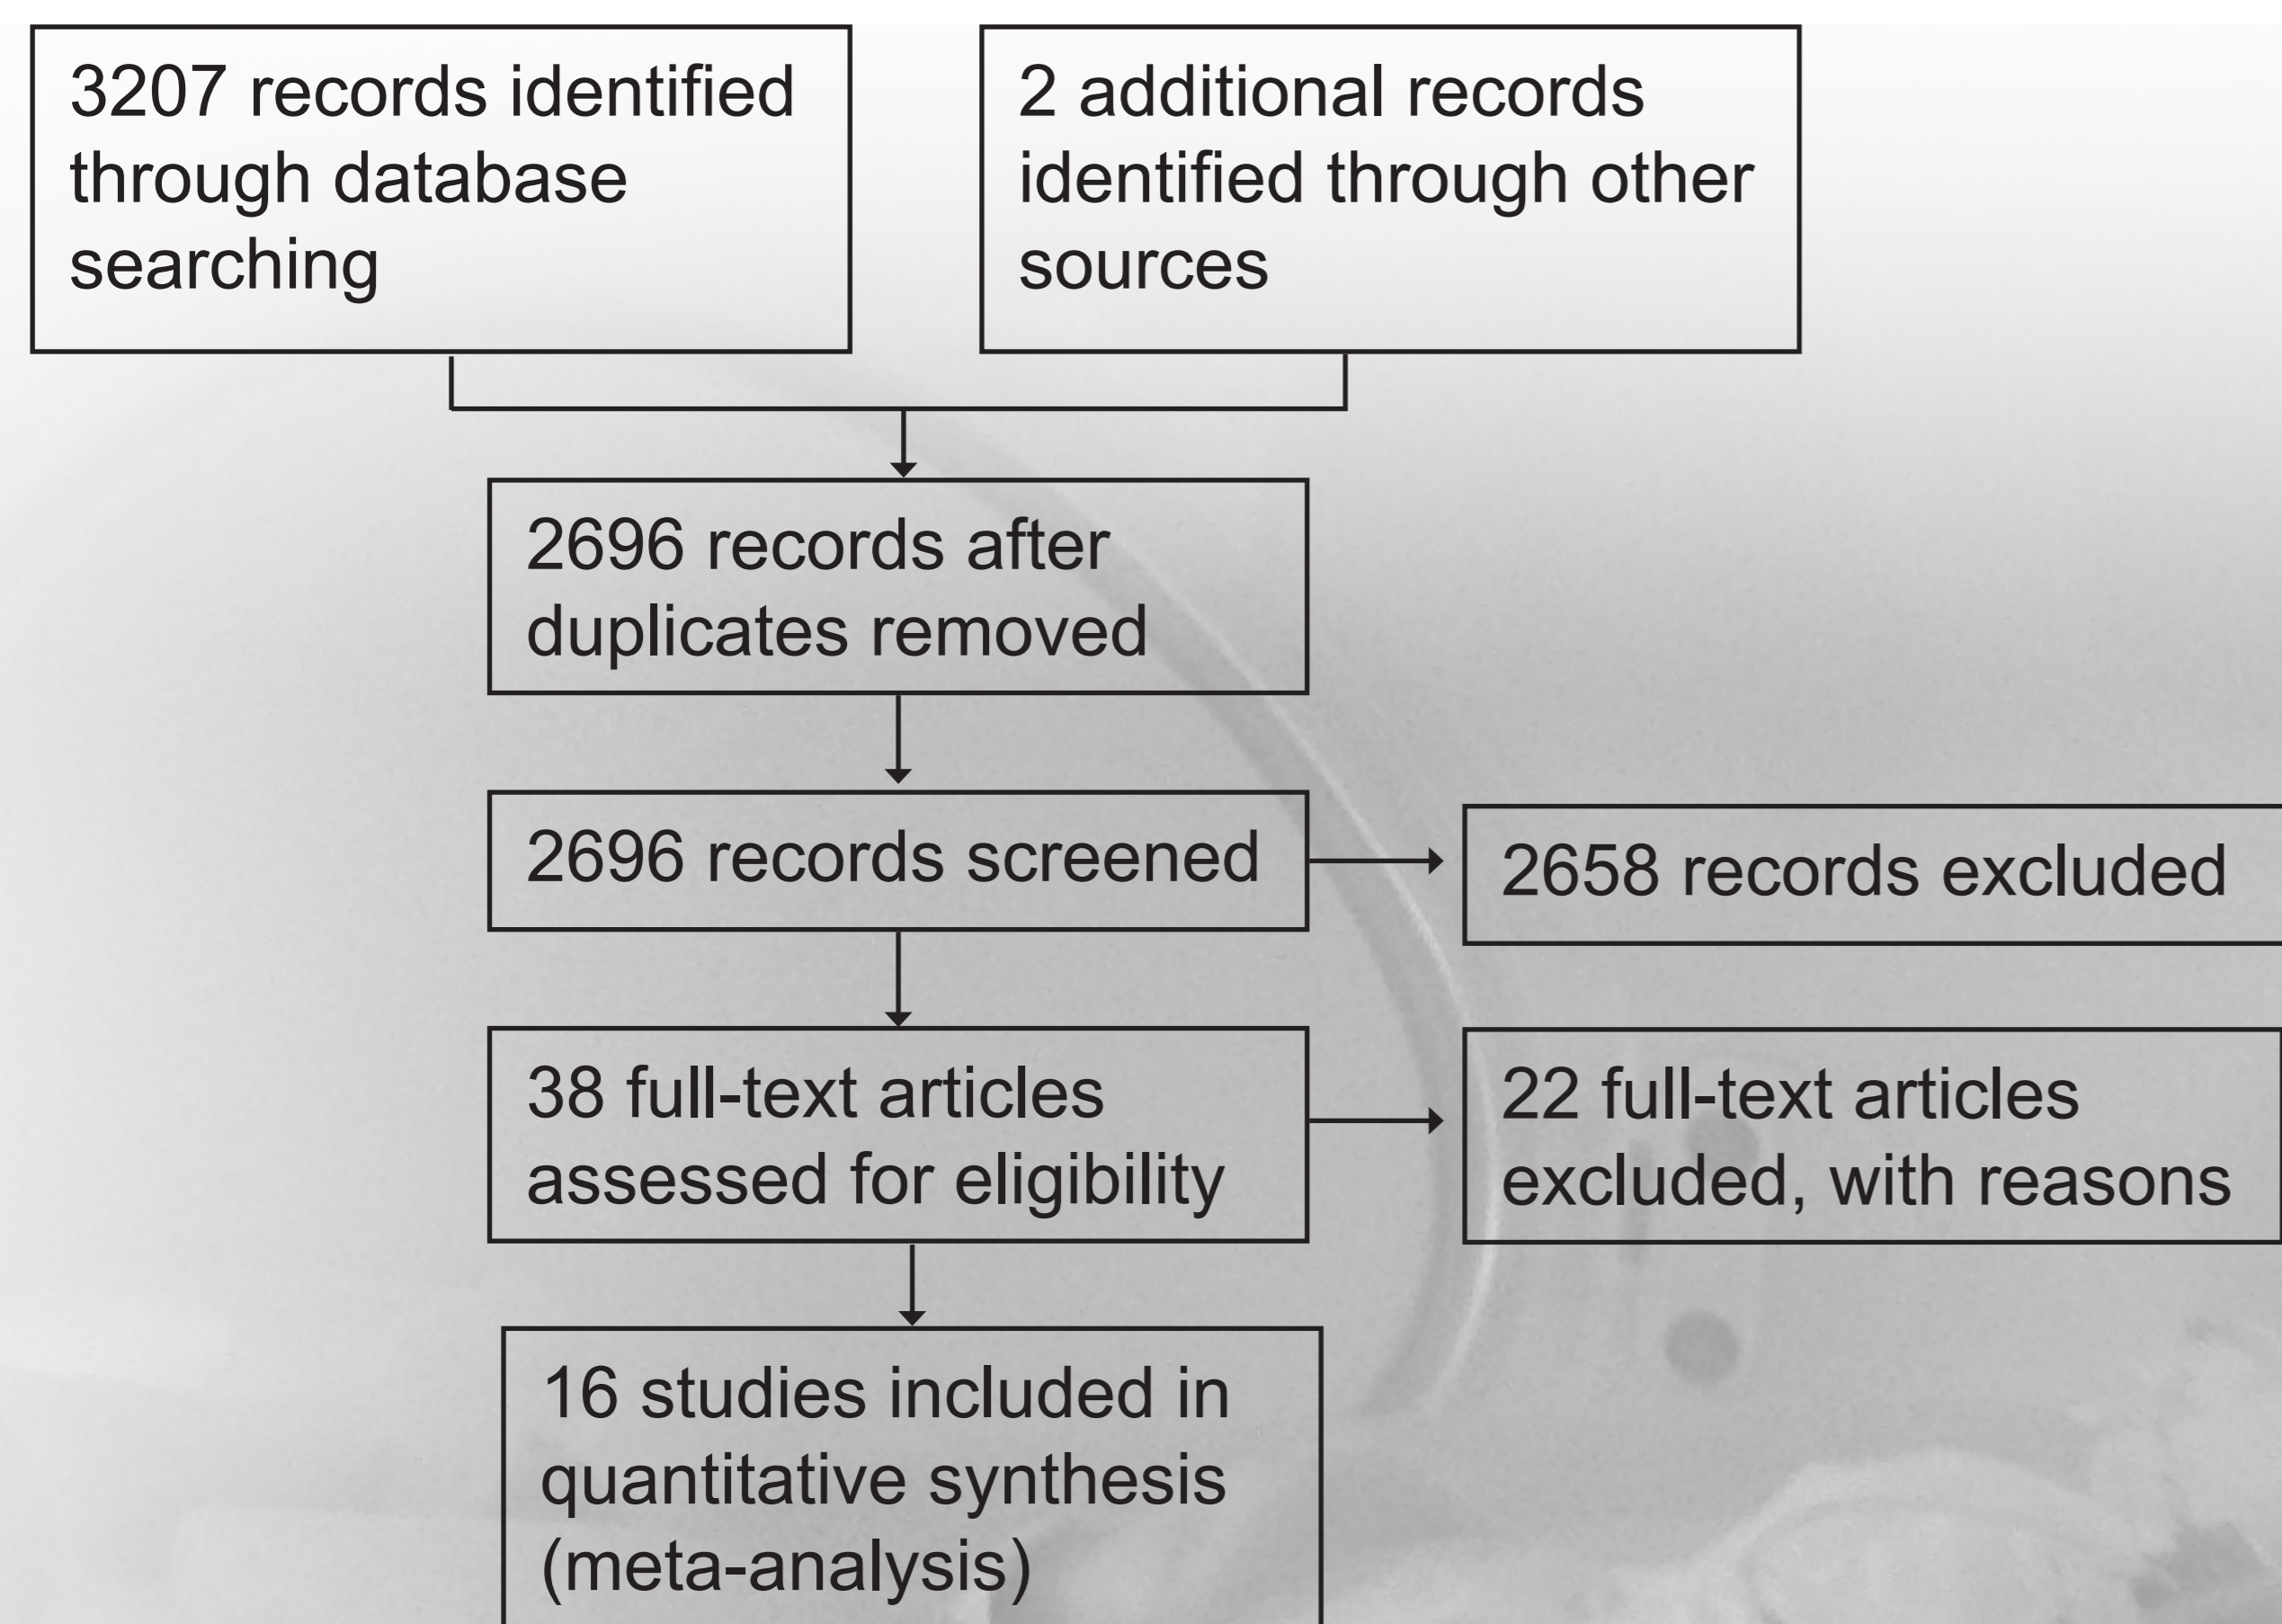 3207 records identified
through database
searching
2 additional records
identified through other
sources
2696 records after
duplicates removed
2696 records screened
2658 records excluded
38 full-text articles
assessed for eligibility
22 full-text articles
excluded, with reasons
16 studies included in
quantitative synthesis
(meta-analysis)